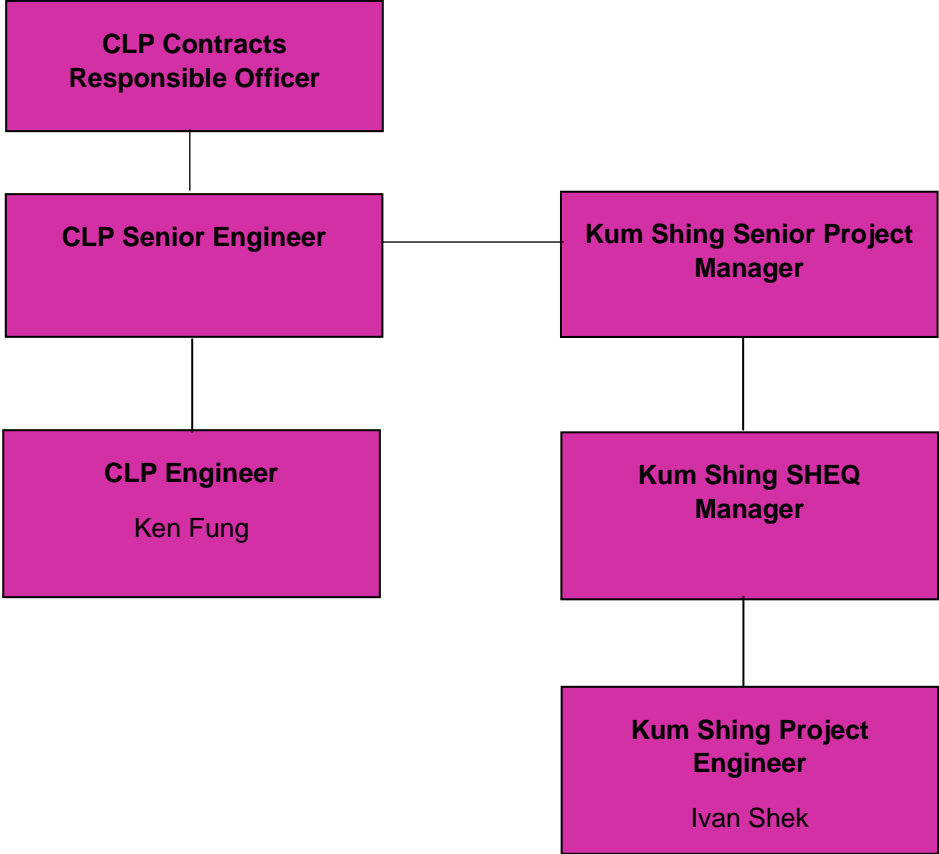 CLP Contracts
Responsible Officer
CLP Senior Engineer
Kum Shing Senior Project
Manager
CLP Engineer
Ken Fung
Kum Shing SHEQ
Manager
Kum Shing Project
Engineer
Ivan Shek